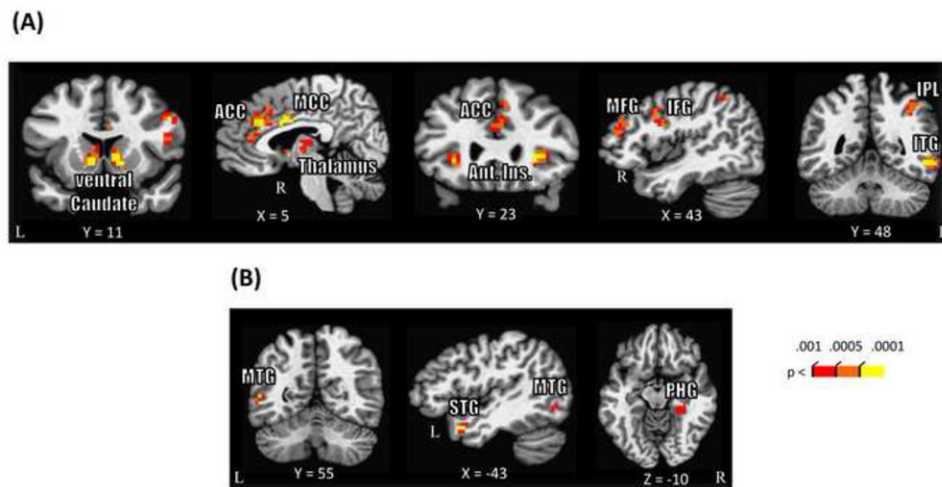 (A)
ACC MCC ACC MFG IFG IPL
ITG
ventral Caudate
R Thalamus Ant. Ins. R
L Y = 11 X = 5 Y = 23 X = 43 Y = 48
(B)
.001 .0005 .0001
p <
MTG STG MTG PHG
L
L Y = 55 X = -43 Z = -10 R